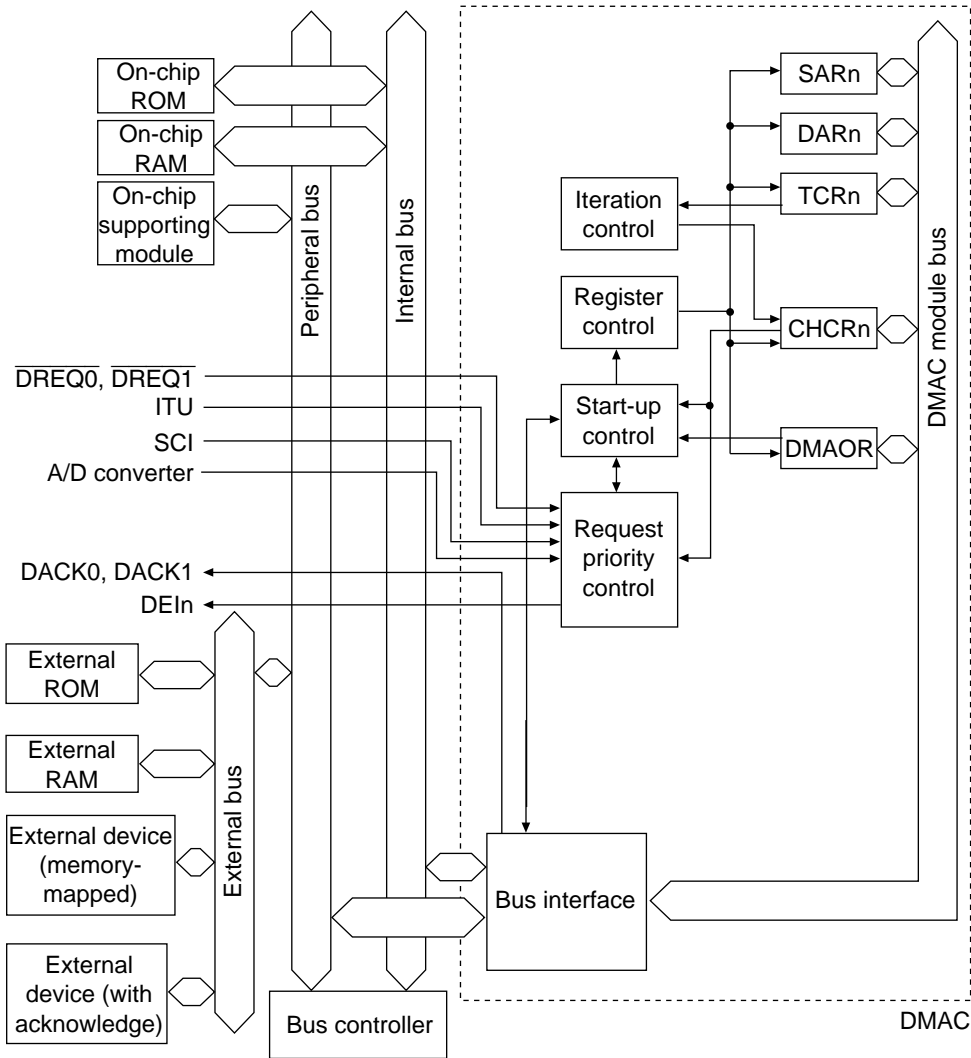 On-chip
ROM
On-chip
RAM
On-chip
supporting
module
Peripheral bus
Internal bus
SARn
DARn
TCRn
Iteration
control
Register
control
CHCRn
DMAC module bus
DREQ0, DREQ1
ITU
SCI
A/D converter
Start-up
control
DMAOR
Request
priority
control
DACK0, DACK1
DEIn
External
ROM
External
RAM
External device
(memory-
mapped)
External
device (with
acknowledge)
External bus
Bus interface
Bus controller
DMAC